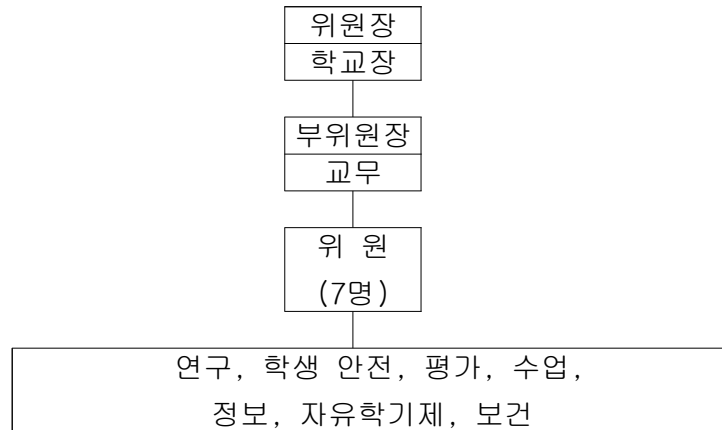 위원장
학교장
부위원장
교무
위 원
(7명)
연구, 학생 안전, 평가, 수업,
정보, 자유학기제, 보건